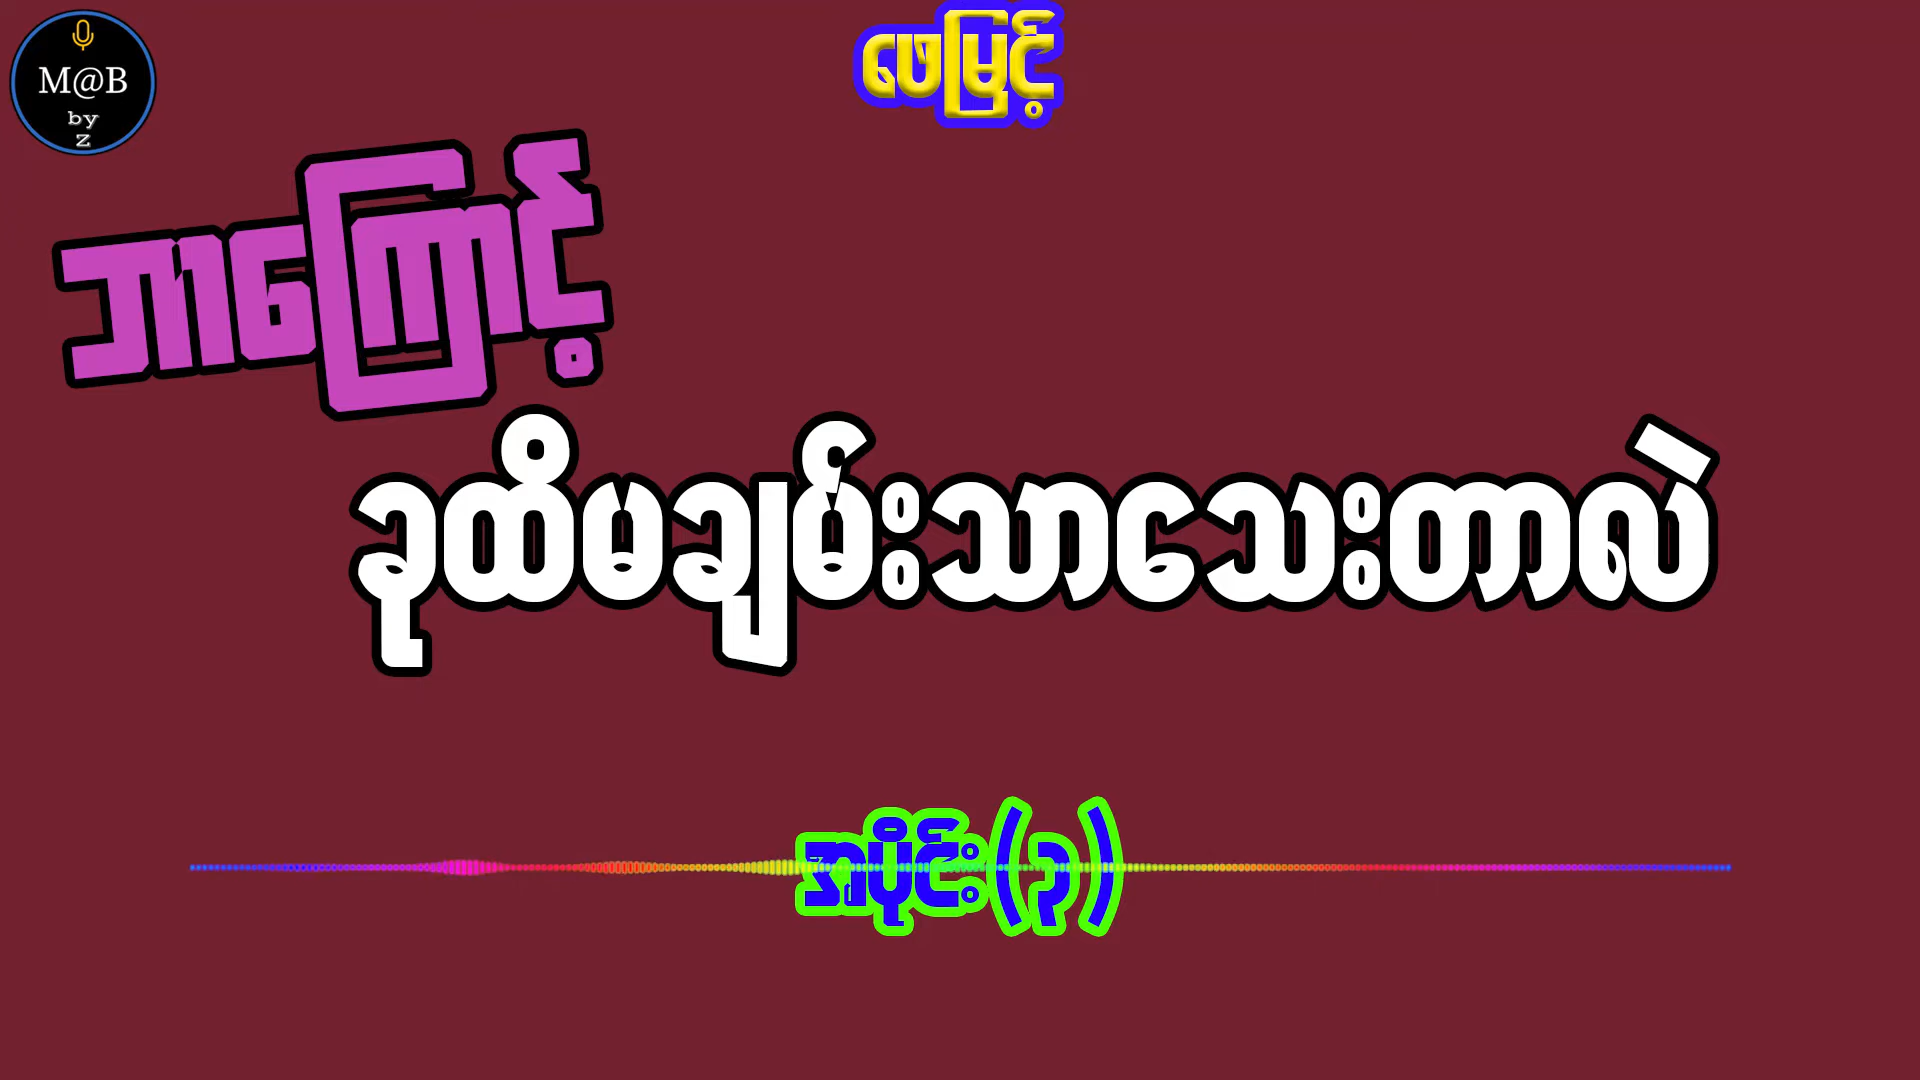 M@B
by
z
ဖေမြင့်
ဘာကြောင့်
ခုထိမချမ်းသာသေးတာလဲ
အပိုင်း(၃)